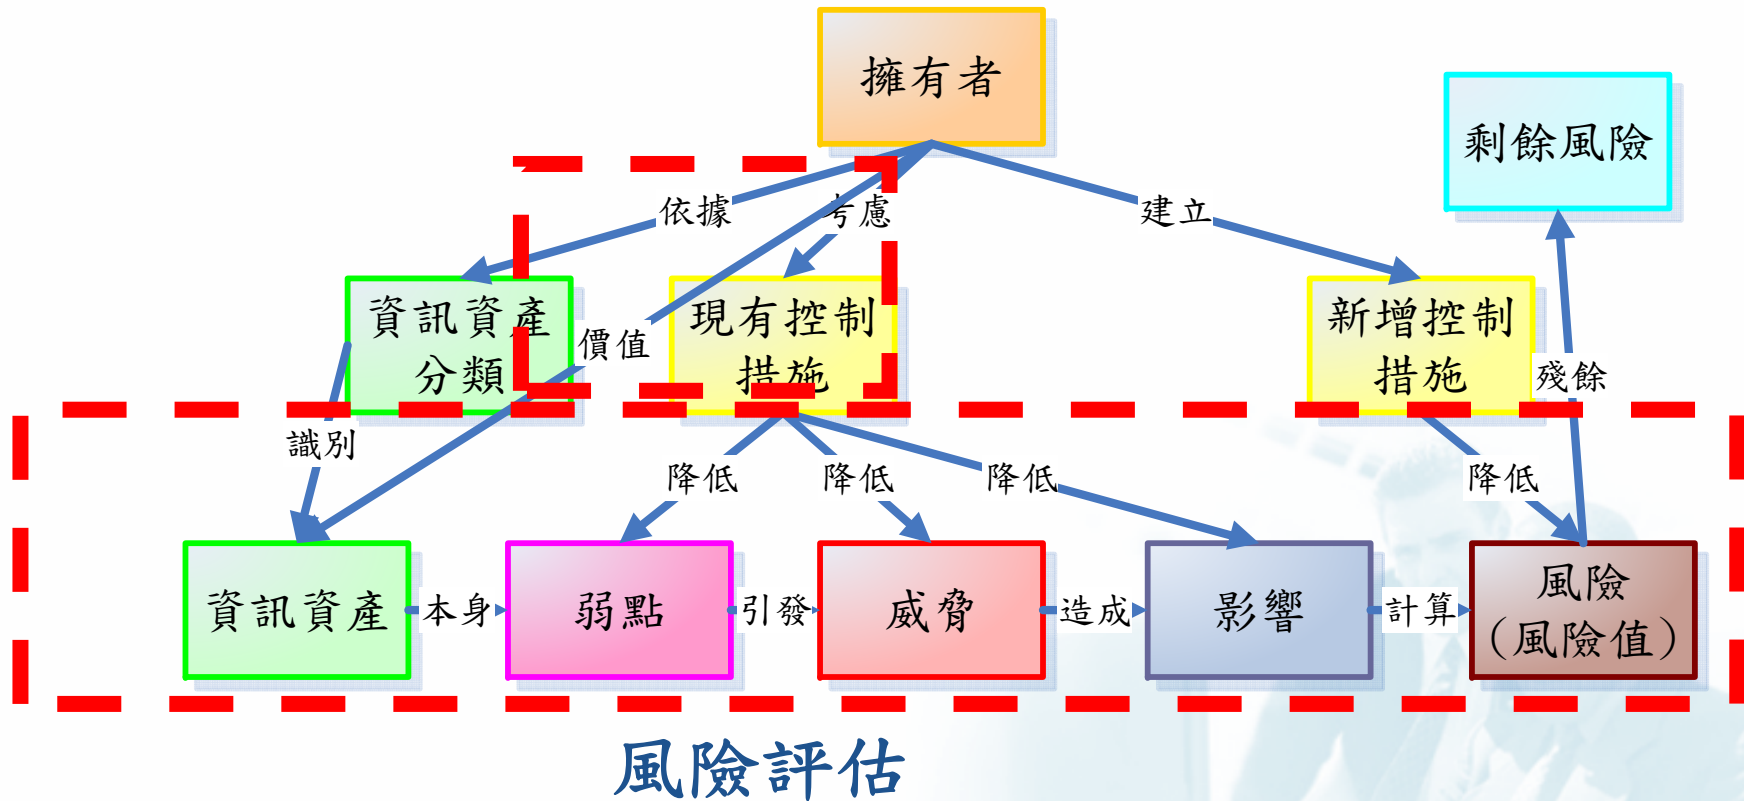 擁有者
剩餘風險
依據
考慮
建立
資訊資產
分類
現有控制
措施
新增控制
措施
價值
殘餘
識別
降低
降低
降低
降低
資訊資產
本身
弱點
引發
威脅
造成
影響
計算
風險
(風險值)
風險評估